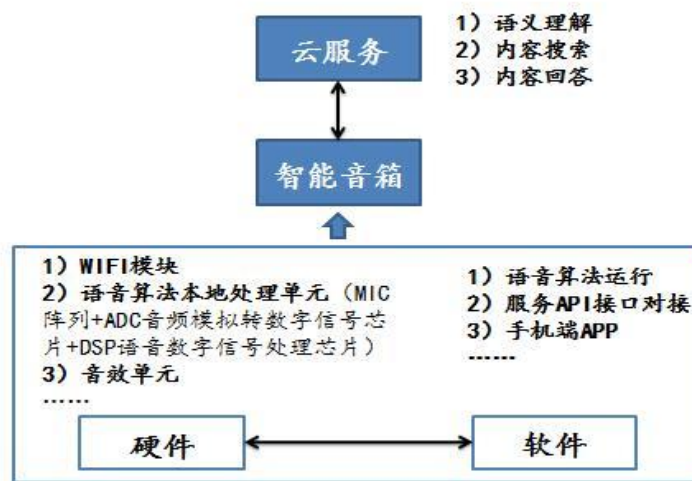 云服务
1）语义理解
2）内容搜索
3）内容回答
智能音箱
1）WIFI模块
2）语音算法本地处理单元（MIC
阵列+ADC音频模拟转数字信号芯
片+DSP语音数字信号处理芯片）
3）音效单元
……
1）语音算法运行
2）服务API接口对接
3）手机端APP
……
硬件
软件